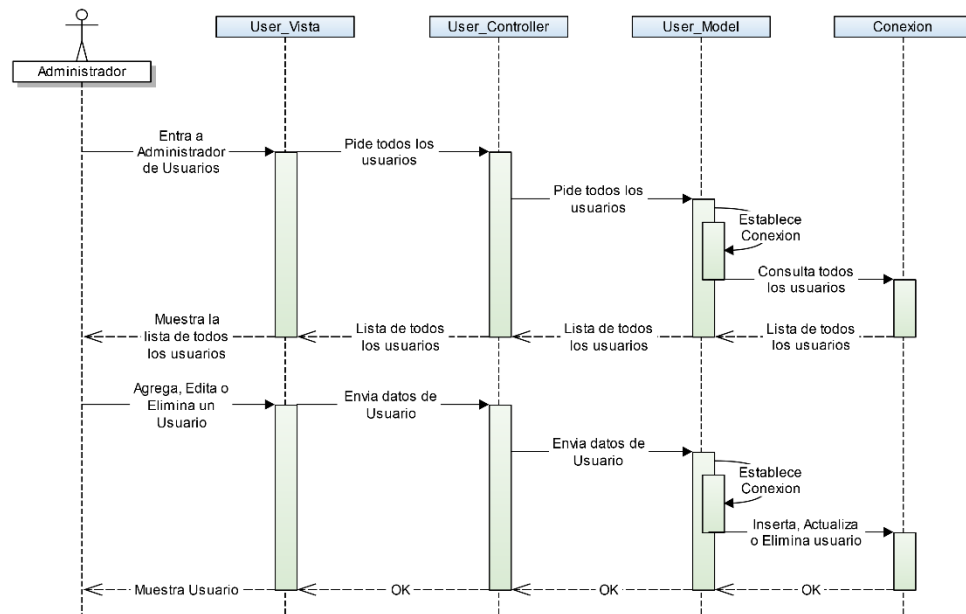 User_Vista
User_Controller
User_Model
Conexion
Administrador
Entra a
Administrador
de Usuarios
Pide todos los
usuarios
Pide todos los
usuarios
Establece
Conexion
Consulta todos
los usuarios
Muestra la
lista de todos
los usuarios
Lista de todos
los usuarios
Lista de todos
los usuarios
Lista de todos
los usuarios
Agrega, Edita o
Elimina un
Usuario
Envia datos de
Usuario
Envia datos de
Usuario
Establece
Conexion
Inserta, Actualiza
o Elimina usuario
Muestra Usuario
OK
OK
OK